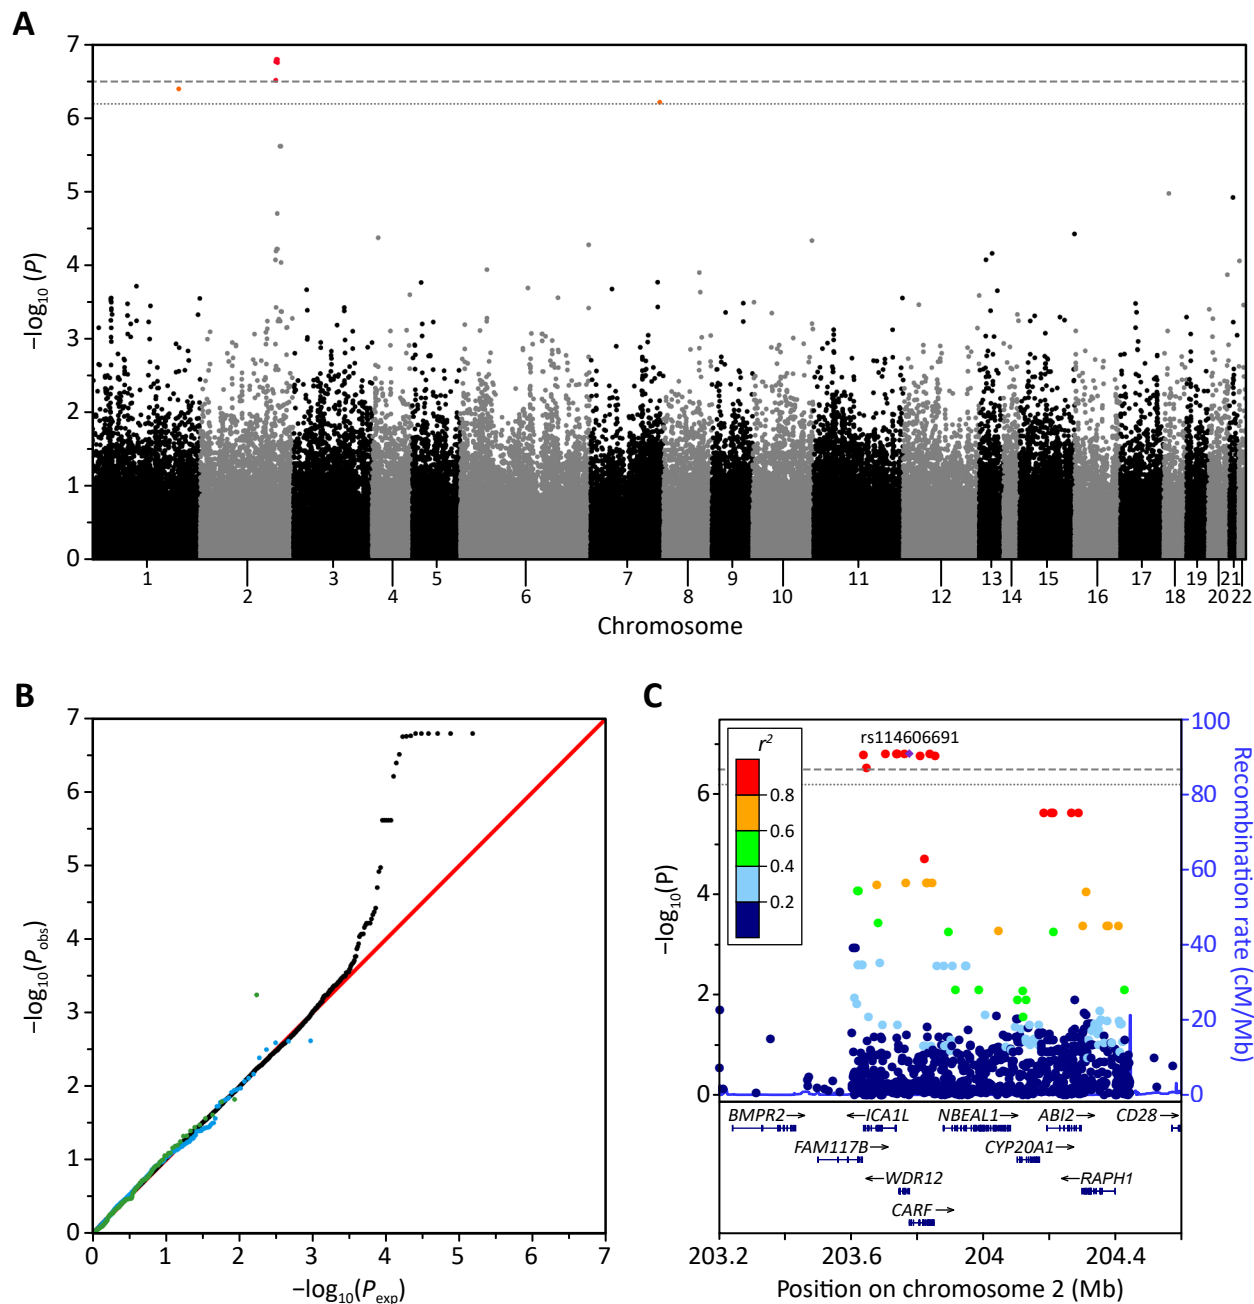 A
7
6
5
4
3
2
1
0
−log10 (P)
1 3 5 7 9 11 13 15 17 19 21
2 4 6 8 10 12 14 16 18 20 22
Chromosome
B
7
6
5
4
3
2
1
0
−log10(Pobs)
0 1 2 3 4 5 6 7
−log10(Pexp)
C
r2
0.8
0.6
0.4
0.2
rs114606691
6
4
2
0
−log10(P)
100
80
60
40
20
0
Recombination rate (cM/Mb)
BMPR2 ICA1L NBEAL1 ABI2 CD28
FAM117B CYP20A1
WDR12 RAPH1
CARF
203.2 203.6 204 204.4
Position on chromosome 2 (Mb)